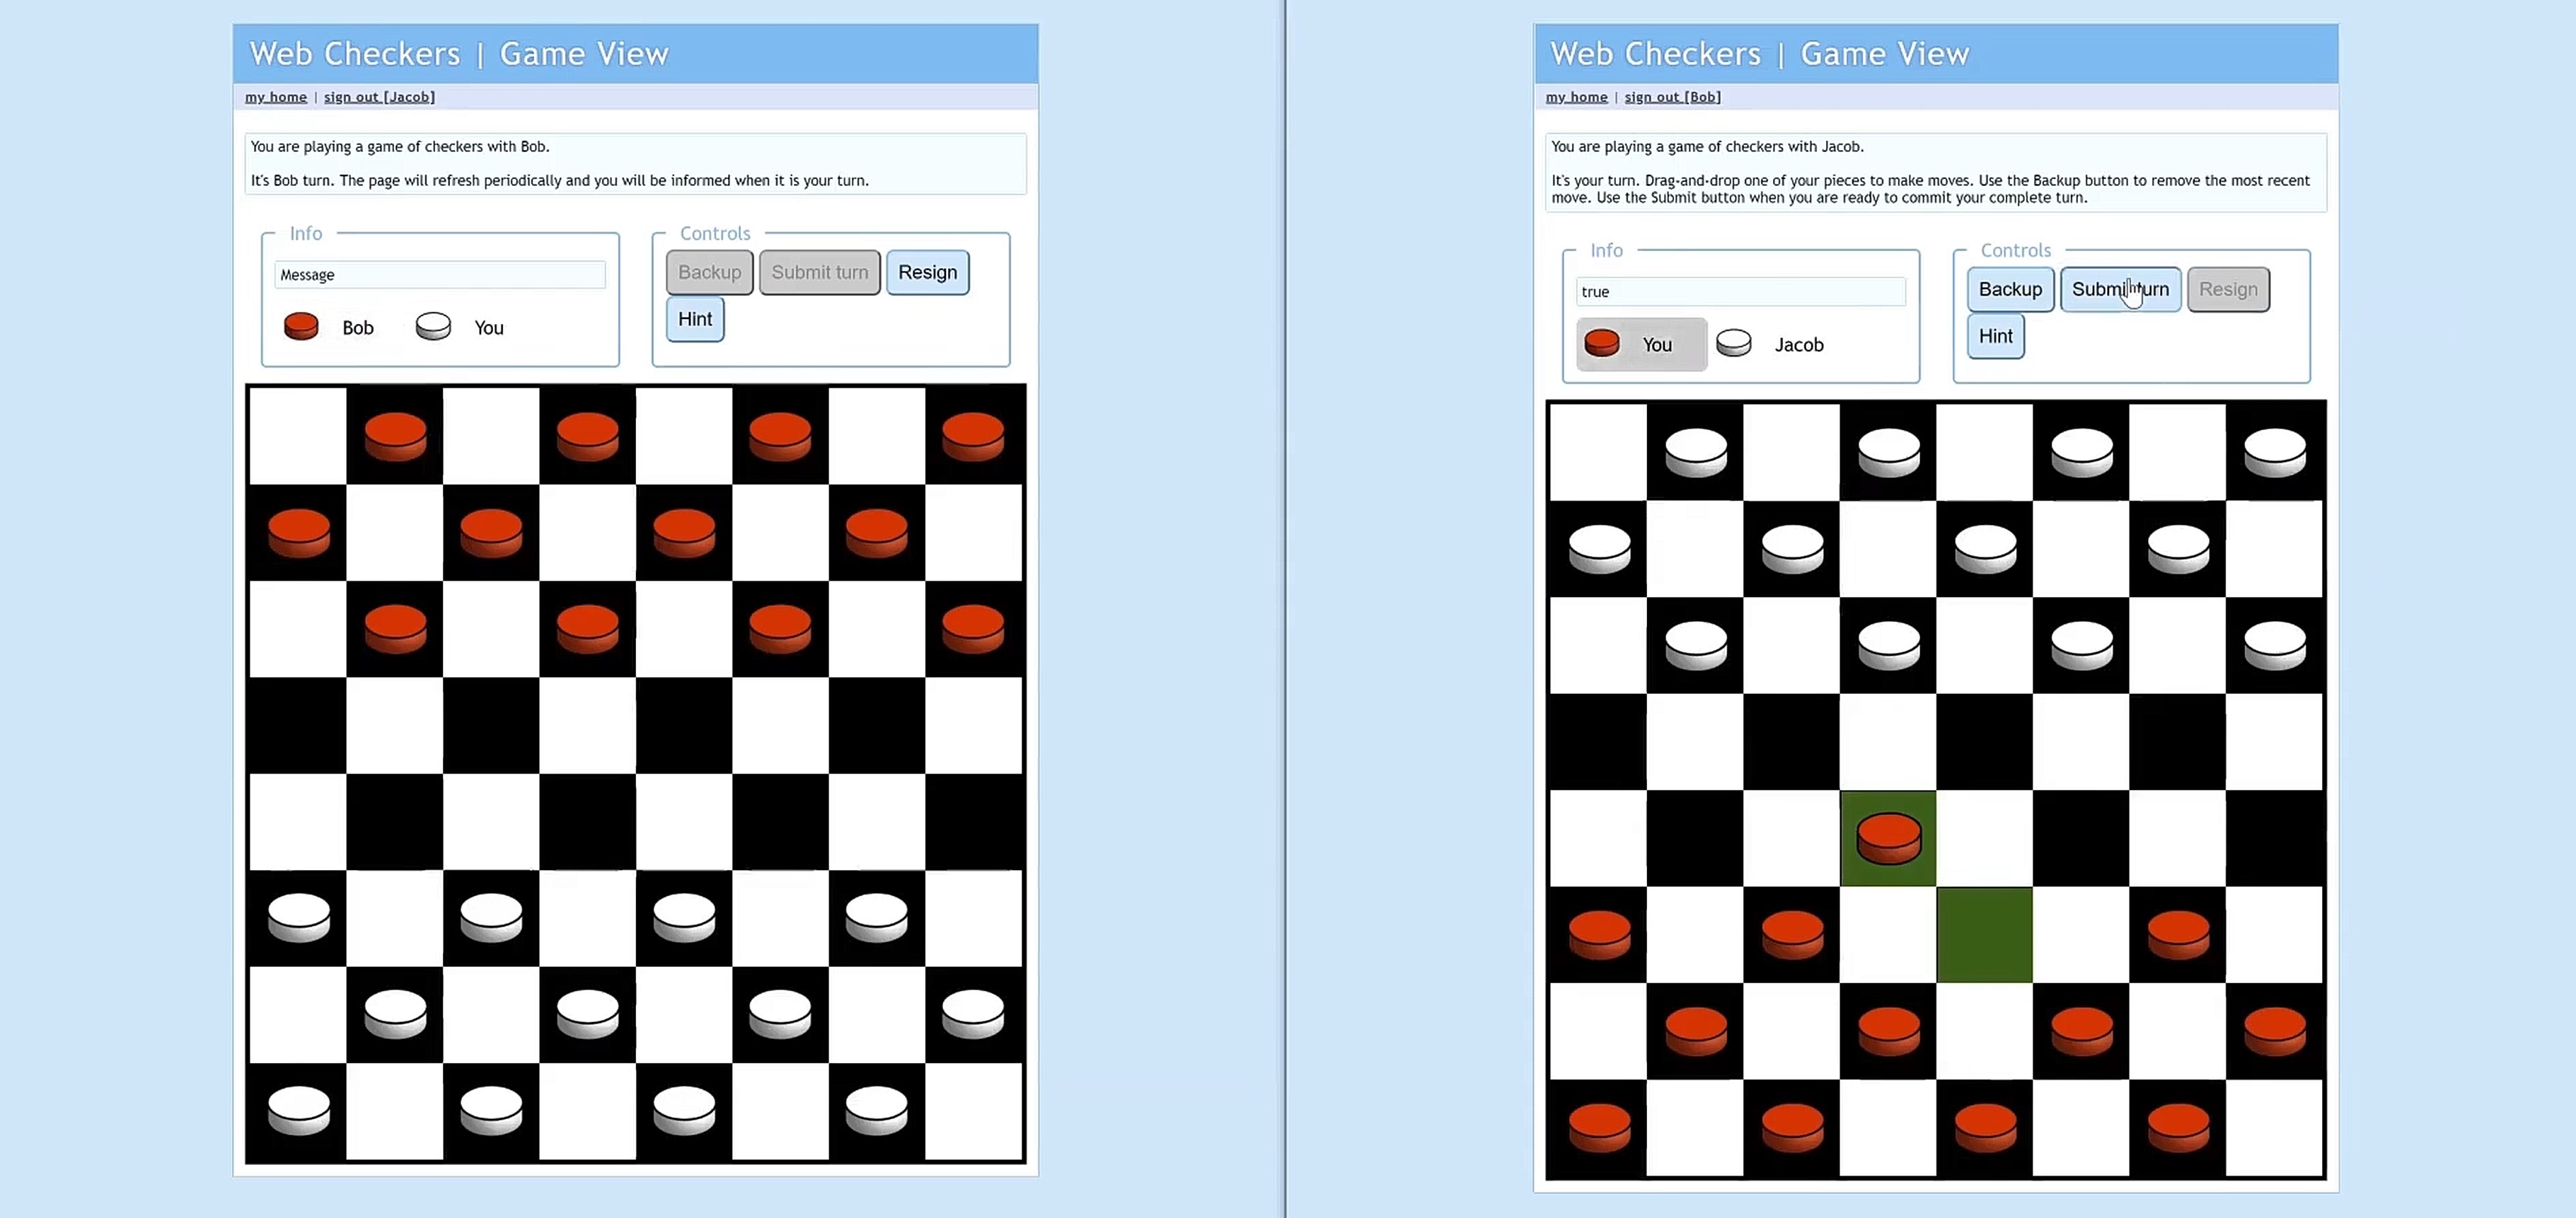 Web Checkers | Game View
my home | sign out [Jacob]
You are playing a game of checkers with Bob.
It's Bob turn. The page will refresh periodically and you will be informed when it is your turn.
Info
Message
Bob
You
Controls
Backup
Submit turn
Resign
Hint
Web Checkers | Game View
my home | sign out [Bob]
You are playing a game of checkers with Jacob.
It's your turn. Drag-and-drop one of your pieces to make moves. Use the Backup button to remove the most recent
move. Use the Submit button when you are ready to commit your complete turn.
Info
true
You
Jacob
Controls
Backup
Submit turn
Resign
Hint